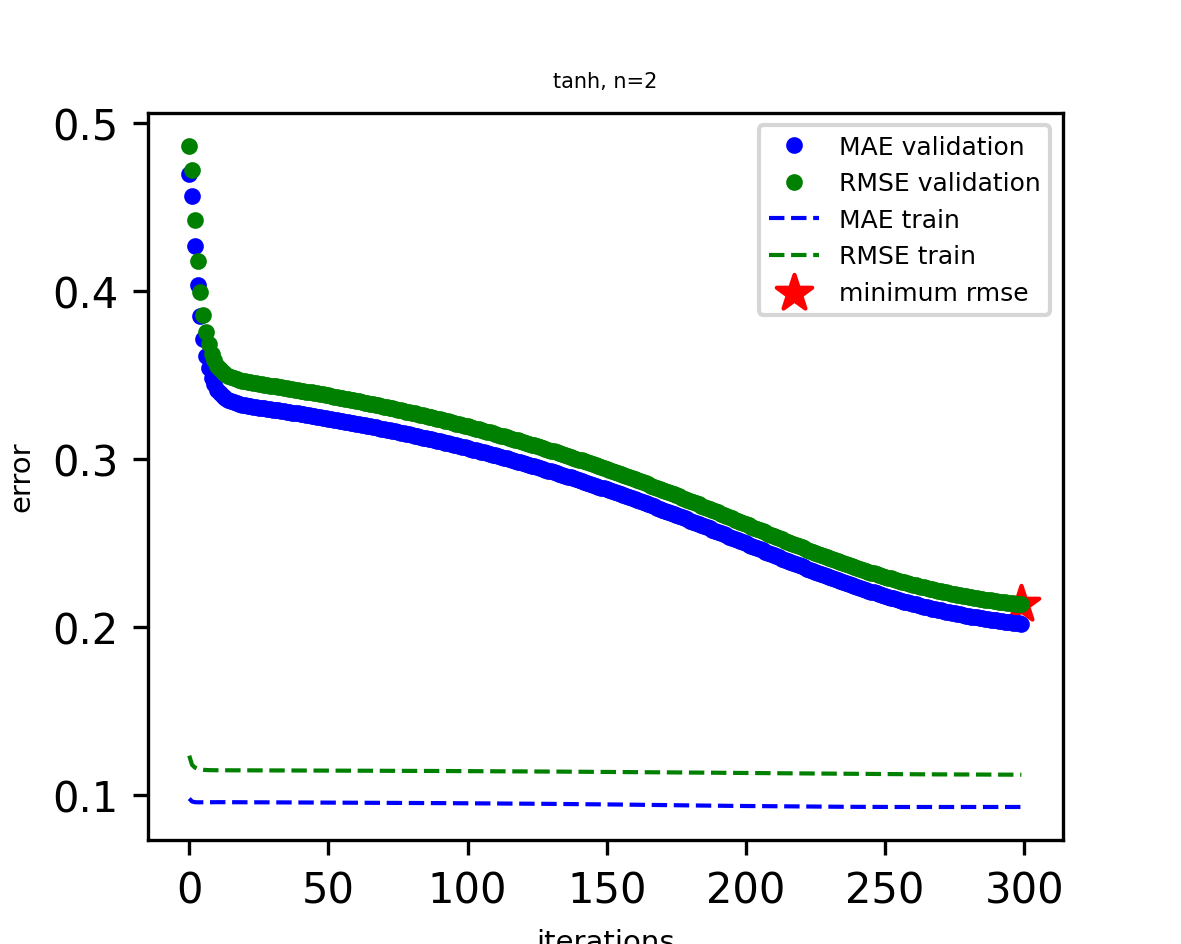 tanh, n=2
0.5
0.4
0.3
0.2
0.1
error
MAE validation
RMSE validation
MAE train
RMSE train
minimum rmse
0 50 100 150 200 250 300
iterations